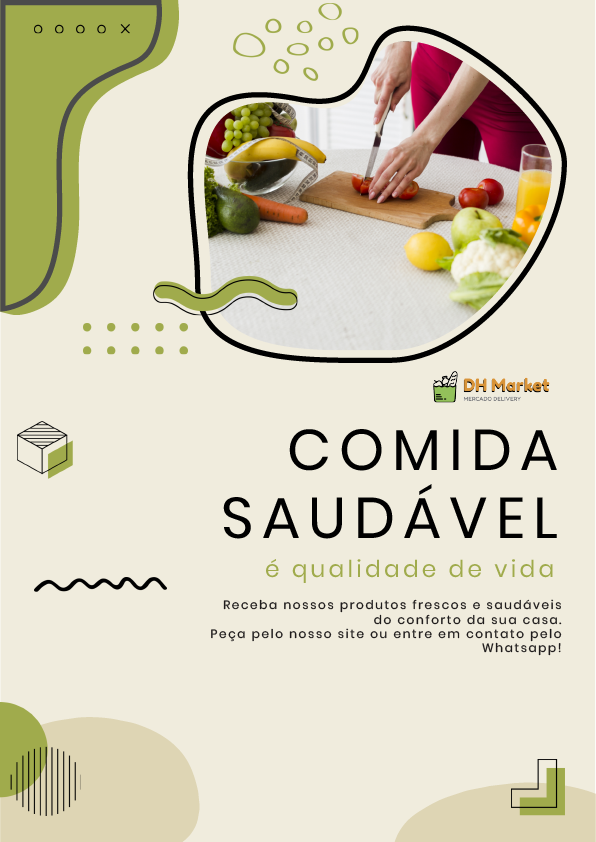 DH Market
MERCADO DELIVERY
COMIDA
SAUDÁVEL
é qualidade de vida
Receba nossos produtos frescos e saudáveis
do conforto da sua casa.
Peça pelo nosso site ou entre em contato pelo
Whatsapp!